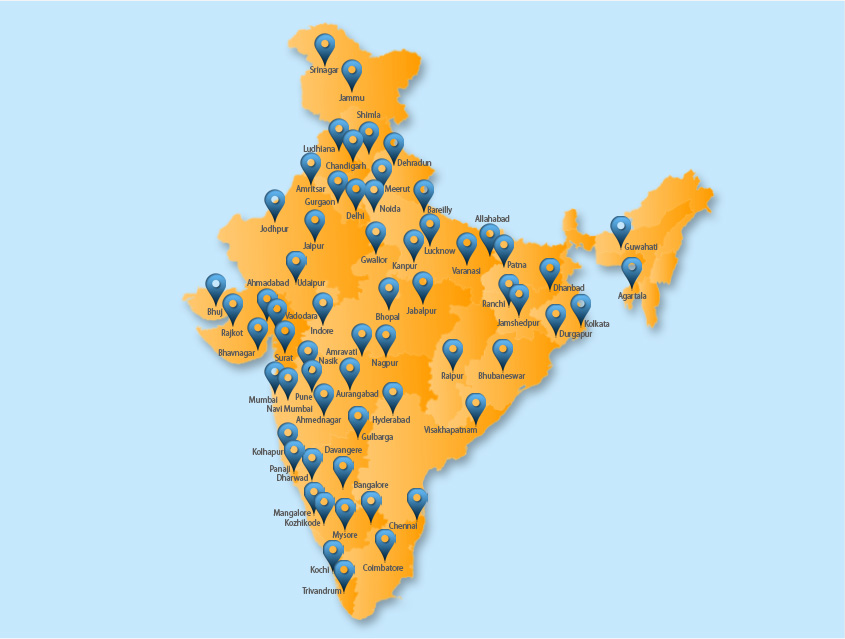 Srinagar
Jammu
Shimla
Ludhiana
Chandigarh
Dehradun
Amritsar
Meerut
Gurgaon
Delhi
Noida
Bareilly
Jodhpur
Jaipur
Allahabad
Guwahati
Gwalior
Kanpur
Lucknow
Varanasi
Patna
Ahmadabad
Udaipur
Dhanbad
Agartala
Bhuj
Rajkot
Vadodara
Indore
Bhopal
Jabalpur
Ranchi
Jamshedpur
Kolkata
Durgapur
Bhavnagar
Surat
Nasik
Amravati
Nagpur
Raipur
Bhubaneswar
Mumbai
Navi Mumbai
Pune
Aurangabad
Ahmednagar
Hyderabad
Visakhapatnam
Gulbarga
Kolhapur
Davangere
Panaji
Dharwad
Bangalore
Mangalore
Kozhikode
Mysore
Chennai
Kochi
Coimbatore
Trivandrum